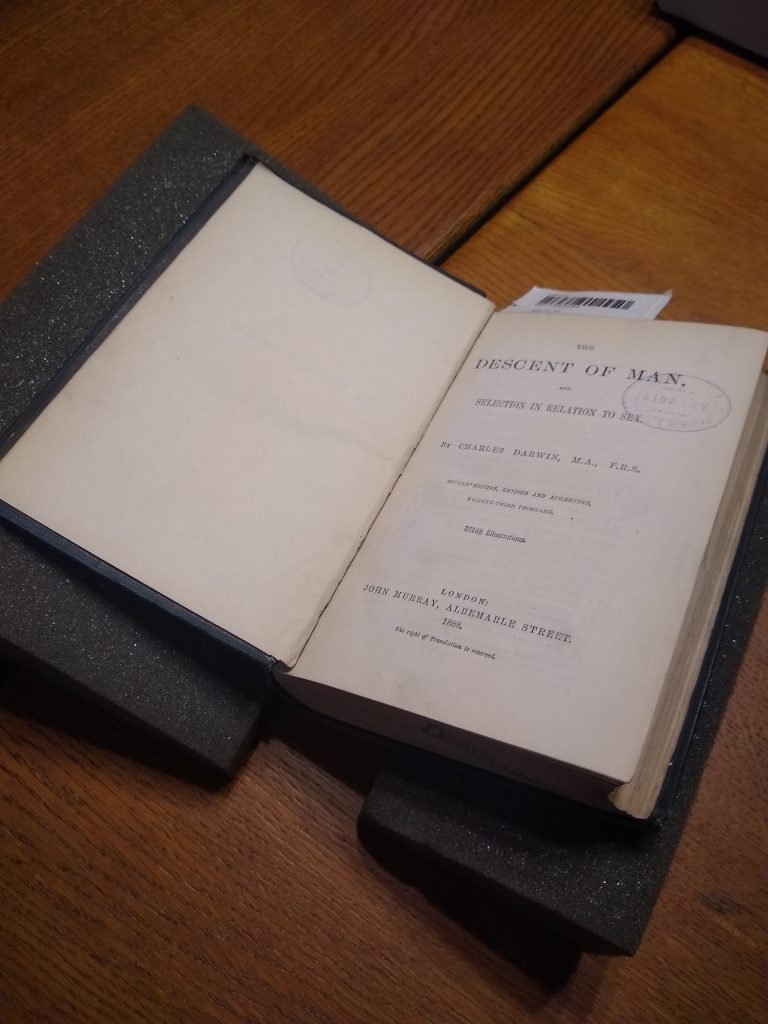 THE
DESCENT OF MAN,
AND
SELECTION IN RELATION TO SEX.
LIBRARY
BY CHARLES DARWIN, M.A., F.R.S.
SECOND EDITION, REVISED AND AUGMENTED,
TWENTY-THIRD THOUSAND.
With Illustrations.
LONDON:
JOHN MURRAY, ALBEMARLE STREET.
1888.
The right of Translation is reserved.